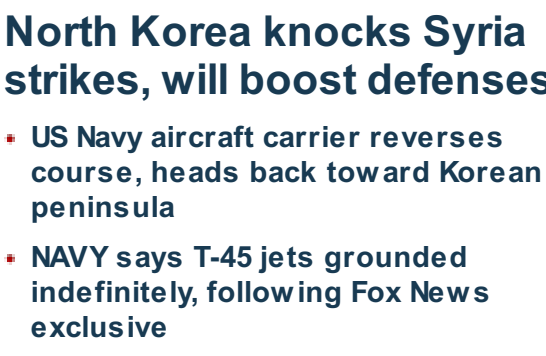 North Korea knocks Syria
strikes, will boost defenses
US Navy aircraft carrier reverses
course, heads back toward Korean
peninsula
NAVY says T-45 jets grounded
indefinitely, following Fox News
exclusive